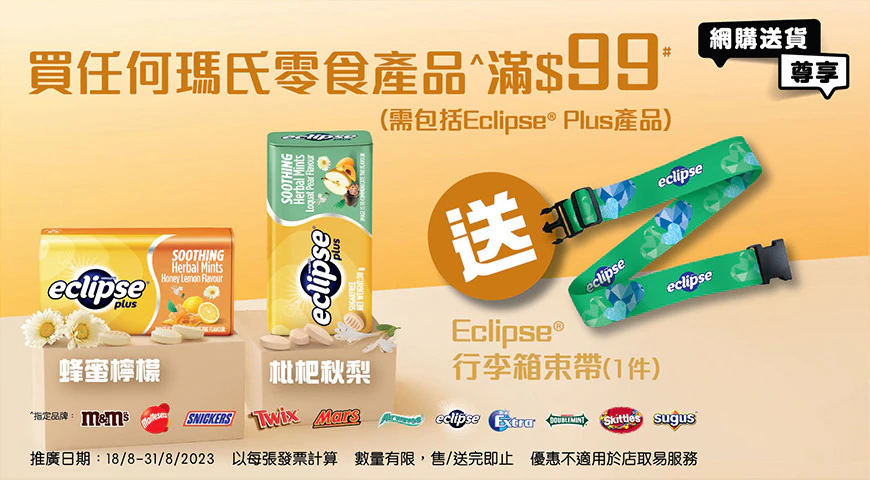 網購送貨
尊享
買任何瑪氏零食產品^滿$99#
(需包括Eclipse® Plus產品)
eclipse
SOOTHING
Herbal Mints
Loquat Pear Flavour
eclipse
plus
SUGARFREE
NET WEIGHT:30 g
SOOTHING
Herbal Mints
Honey Lemon Flavour
eclipse
plus
送
eclipse
eclipse
eclipse
Eclipse®
行李箱束帶(1件)
蜂蜜檸檬
枇杷秋梨
^指定品牌：
m&m's
Maltesers
SNICKERS
TWIX
Mars
Airwaves
eclipse
Extra
DOUBLEMINT
Skittles
sugus
推廣日期：18/8-31/8/2023 以每張發票計算 數量有限，售/送完即止 優惠不適用於店取易服務